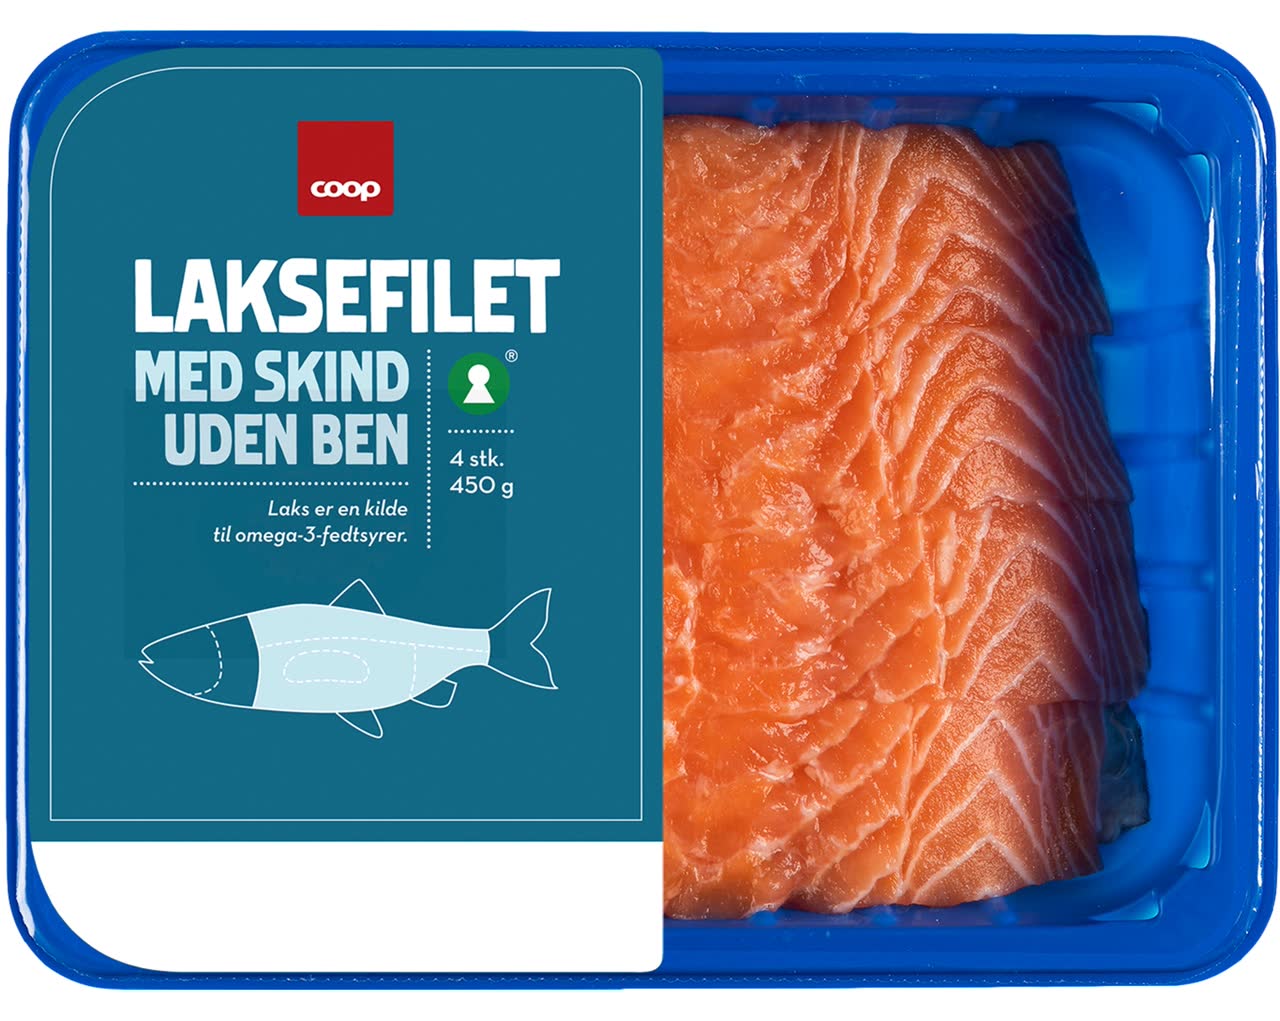 coop
LAKSEFILET
MED SKIND
UDEN BEN
®
4 stk.
450 g
Laks er en kilde
til omega-3-fedtsyrer.